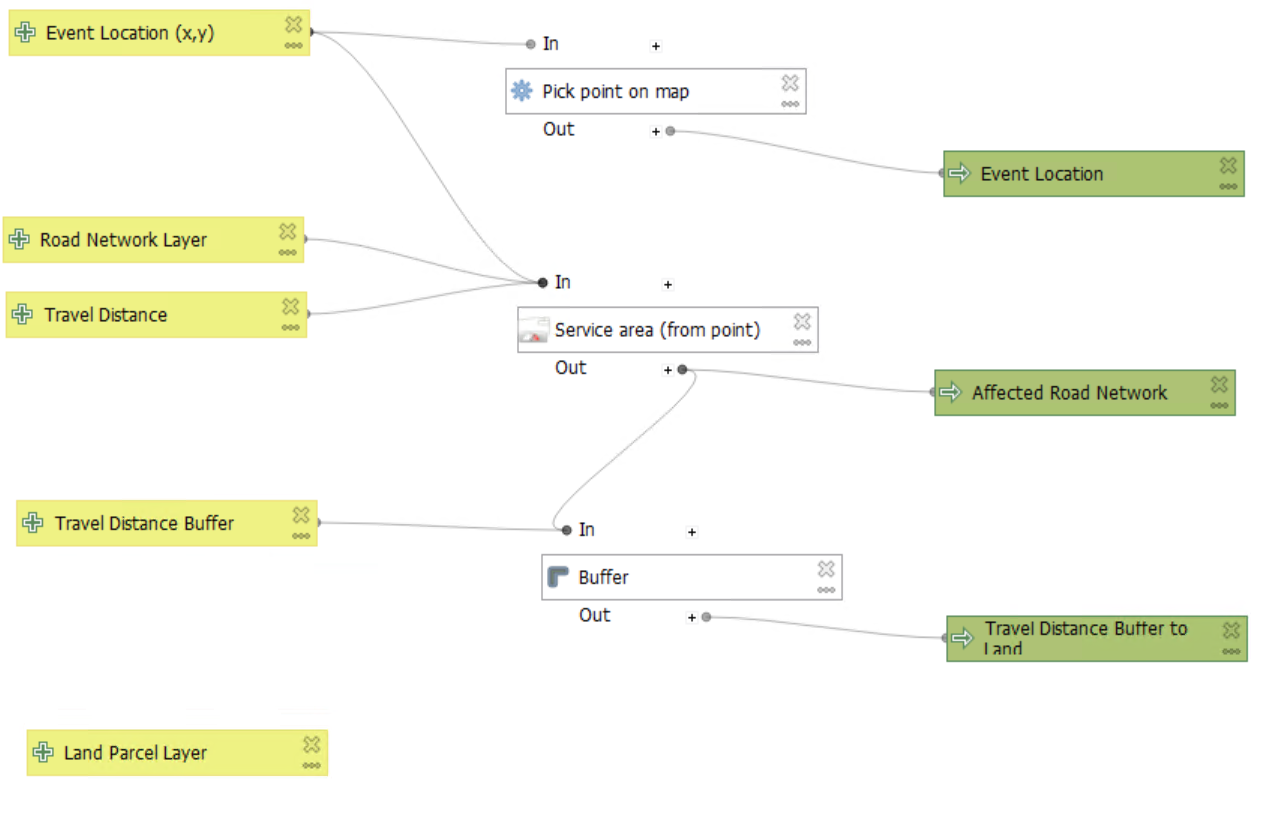 Event Location (x,y)
In
+
Pick point on map
Out
+
Event Location
Road Network Layer
In
+
Travel Distance
Service area (from point)
Out
+
Affected Road Network
Travel Distance Buffer
In
+
Buffer
Out
+
Travel Distance Buffer to
Land
Land Parcel Layer